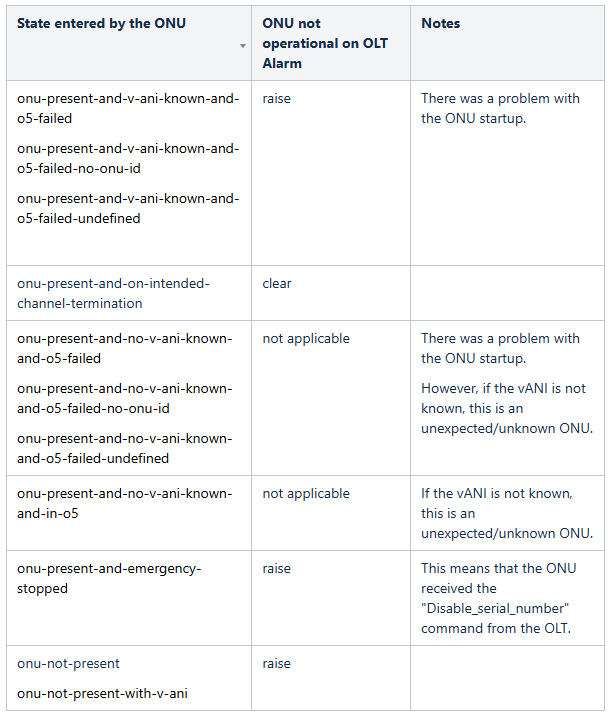 State entered by the ONU
ONU not
operational on OLT
Alarm
Notes
onu-present-and-v-ani-known-and-
o5-failed
onu-present-and-v-ani-known-and-
o5-failed-no-onu-id
onu-present-and-v-ani-known-and-
o5-failed-undefined
raise
There was a problem with
the ONU startup.
onu-present-and-on-intended-
channel-termination
clear
onu-present-and-no-v-ani-known-
and-o5-failed
onu-present-and-no-v-ani-known-
and-o5-failed-no-onu-id
onu-present-and-no-v-ani-known-
and-o5-failed-undefined
not applicable
There was a problem with
the ONU startup.
However, if the vANI is not
known, this is an
unexpected/unknown ONU.
onu-present-and-no-v-ani-known-
and-in-o5
not applicable
If the vANI is not known,
this is an
unexpected/unknown ONU.
onu-present-and-emergency-
stopped
raise
This means that the ONU
received the
"Disable_serial_number"
command from the OLT.
onu-not-present
onu-not-present-with-v-ani
raise